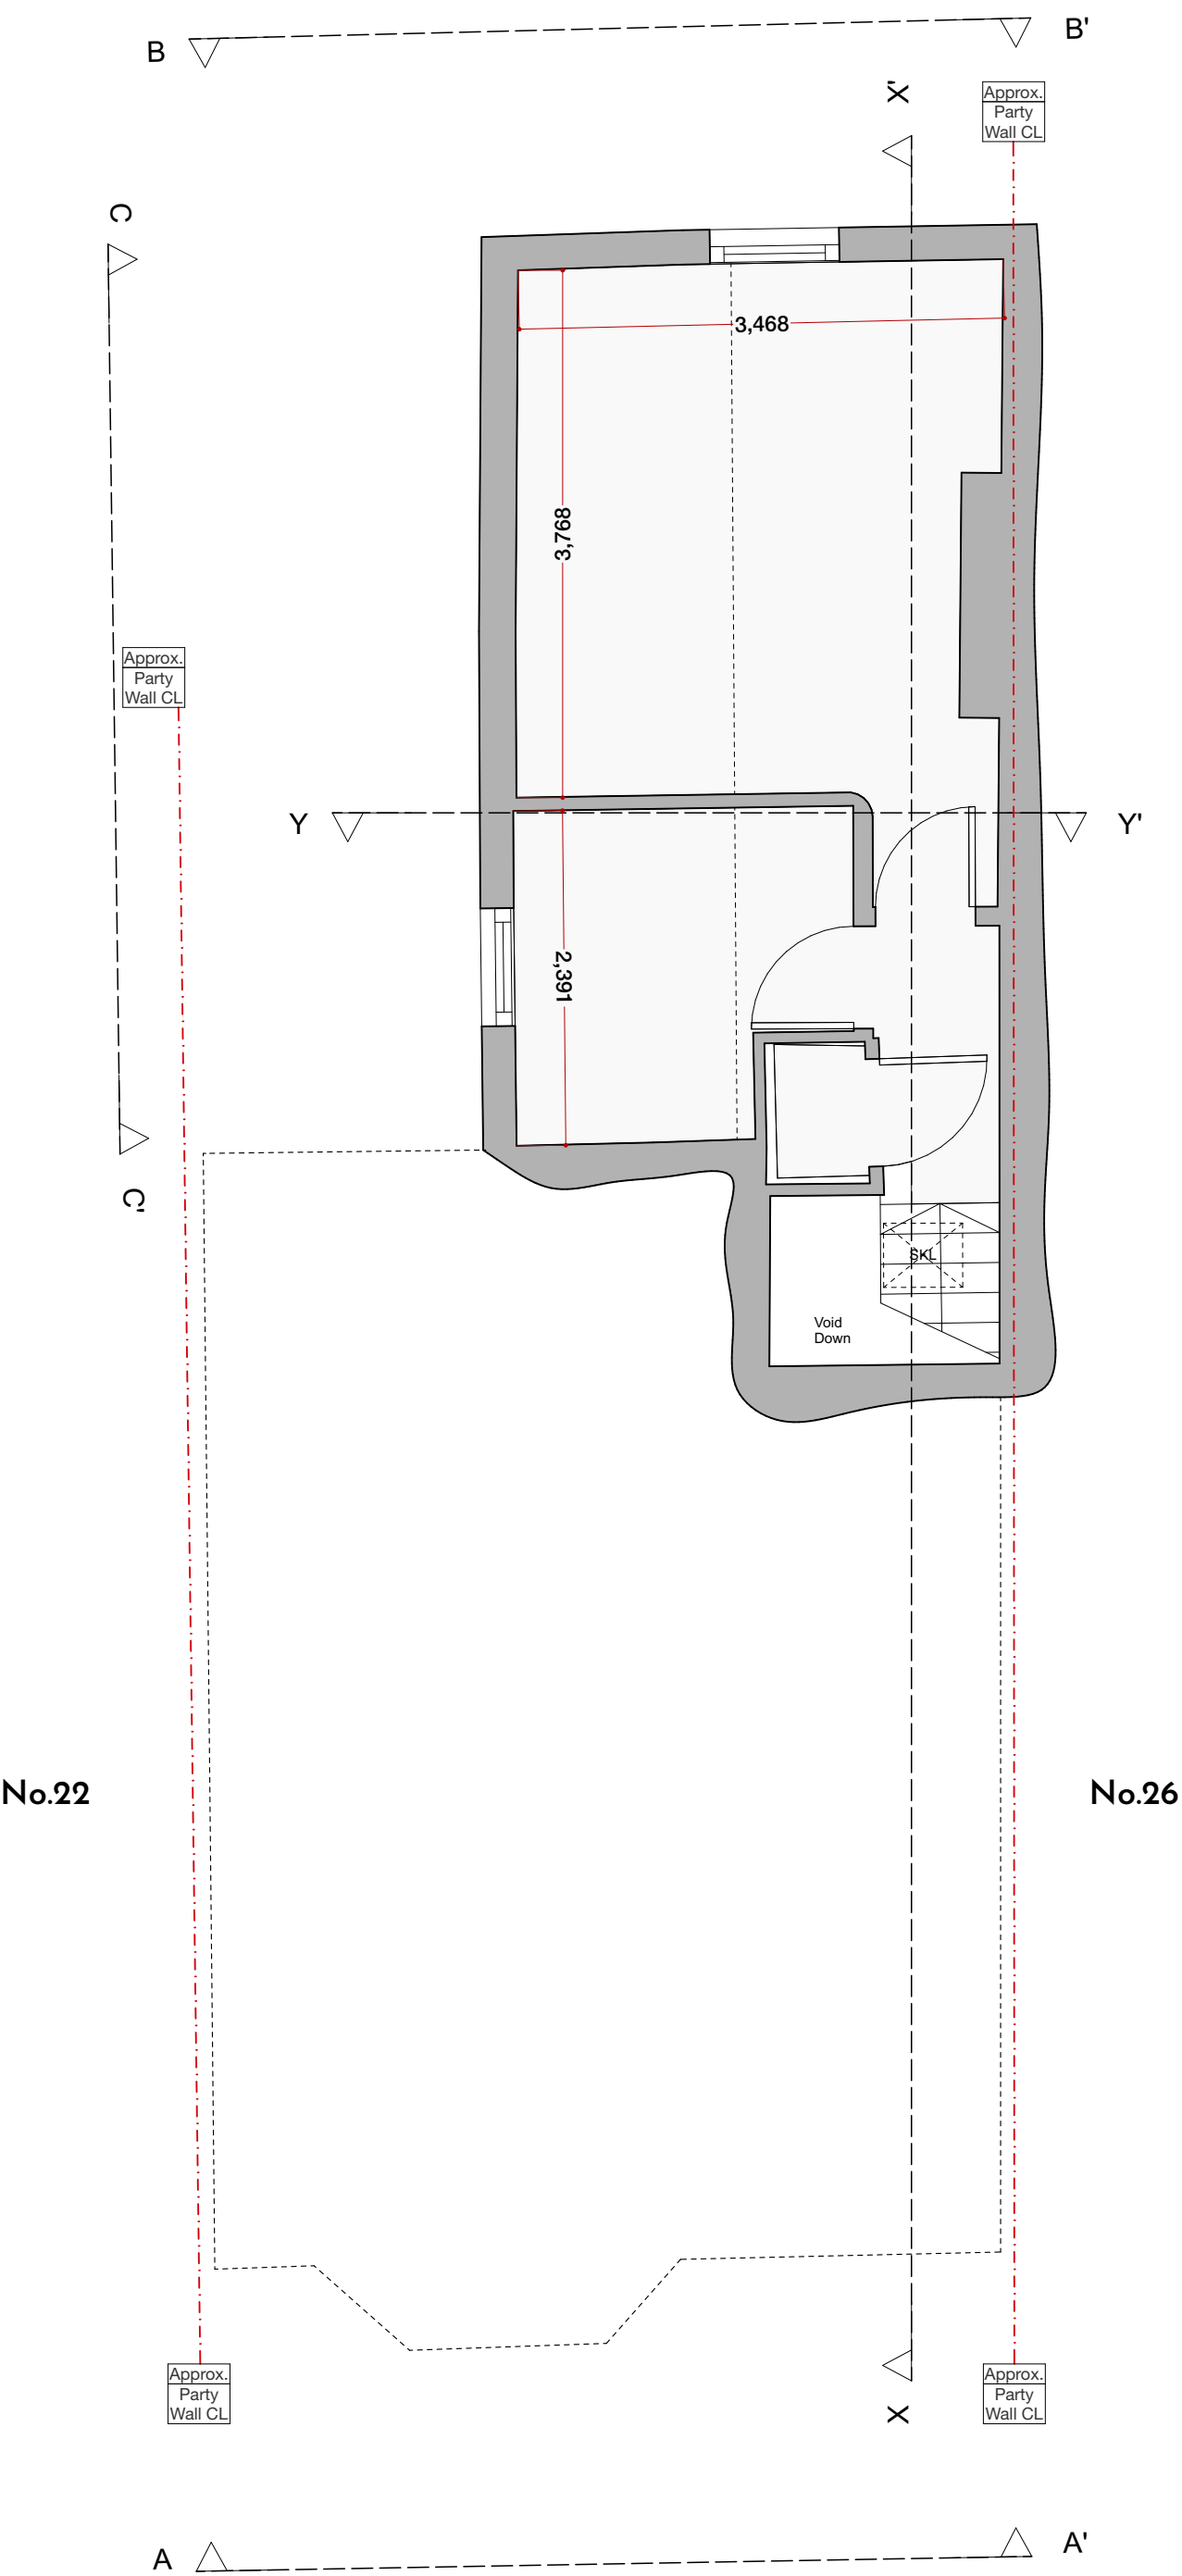 B
B'
X'
Approx.
Party
Wall CL
C
3,468
3,768
Approx.
Party
Wall CL
Y
Y'
2,391
C'
SKL
Void
Down
No.22
No.26
Approx.
Party
Wall CL
X
Approx.
Party
Wall CL
A
A'